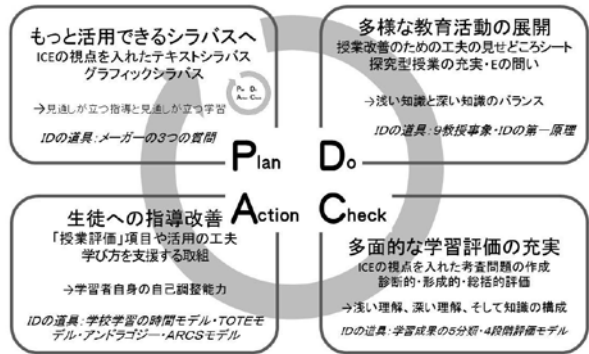 もっと活用できるシラバスへ
ICEの視点を入れたテキストシラバス
グラフィックシラバス
→見通しが立つ指導と見通しが立つ学習
IDの道具：メーガーの3つの質問
Plan
多様な教育活動の展開
授業改善のための工夫の見せどころシート
探究型授業の充実・Eの問い
→浅い知識と深い知識のバランス
IDの道具：9教授事象・IDの第一原理
Do
生徒への指導改善
「授業評価」項目や活用の工夫
学び方を支援する取組
→学習者自身の自己調整能力
IDの道具：学校学習の時間モデル・TOTEモ
デル・アンドラゴジー・ARCSモデル
Action
Check
多面的な学習評価の充実
ICEの視点を入れた考査問題の作成
診断的・形成的・総括的評価
→浅い理解、深い理解、そして知識の構成
IDの道具：学習成果の5分類・4段階評価モデル